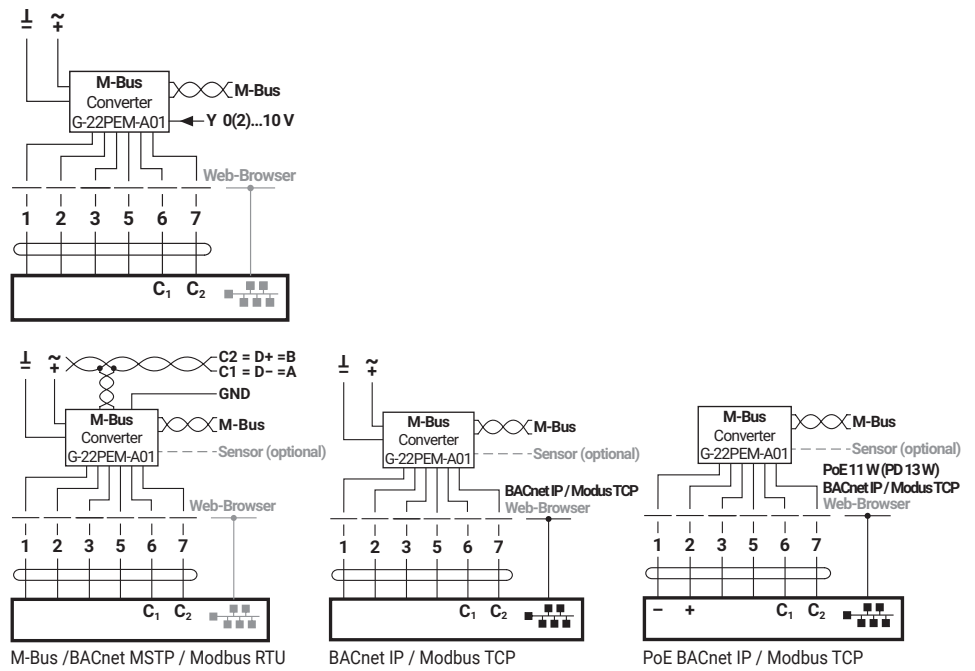 ⊥ ~
= +
M-Bus
Converter
G-22PEM-A01
M-Bus
Y 0(2)...10 V
Web-Browser
1 2 3 5 6 7
C₁ C₂
⊥ ~
= +
C2 = D+ =B
C1 = D– =A
GND
M-Bus
Converter
G-22PEM-A01
M-Bus
Sensor (optional)
Web-Browser
1 2 3 5 6 7
C₁ C₂
M-Bus /BACnet MSTP / Modbus RTU
⊥ ~
= +
M-Bus
Converter
G-22PEM-A01
M-Bus
Sensor (optional)
BACnet IP / Modus TCP
Web-Browser
1 2 3 5 6 7
C₁ C₂
BACnet IP / Modbus TCP
M-Bus
Converter
G-22PEM-A01
M-Bus
Sensor (optional)
PoE 11 W (PD 13 W)
BACnet IP / Modus TCP
Web-Browser
1 2 3 5 6 7
– + C₁ C₂
PoE BACnet IP / Modbus TCP